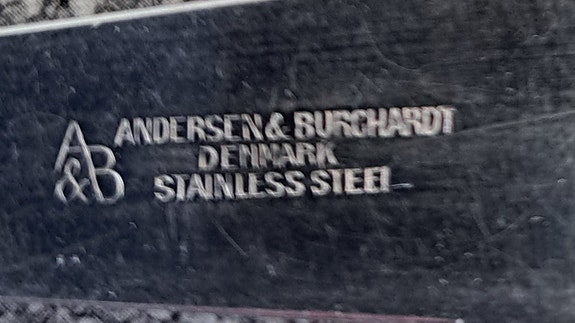 A&B
ANDERSEN & BURCHARDT
DENMARK
STAINLESS STEEL